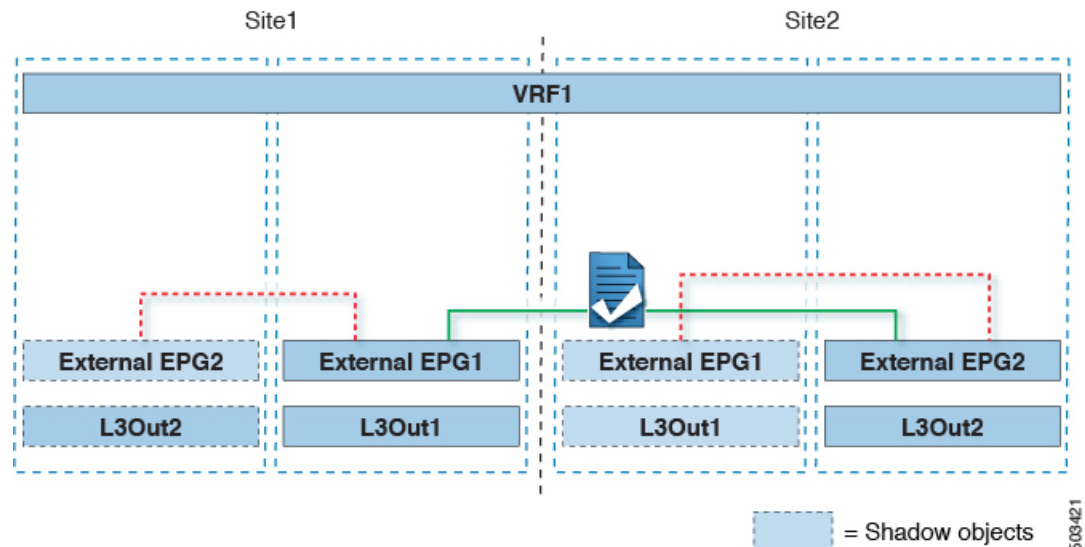 Site1
Site2
VRF1
External EPG2
External EPG1
External EPG1
External EPG2
L3Out2
L3Out1
L3Out1
L3Out2
= Shadow objects
503421